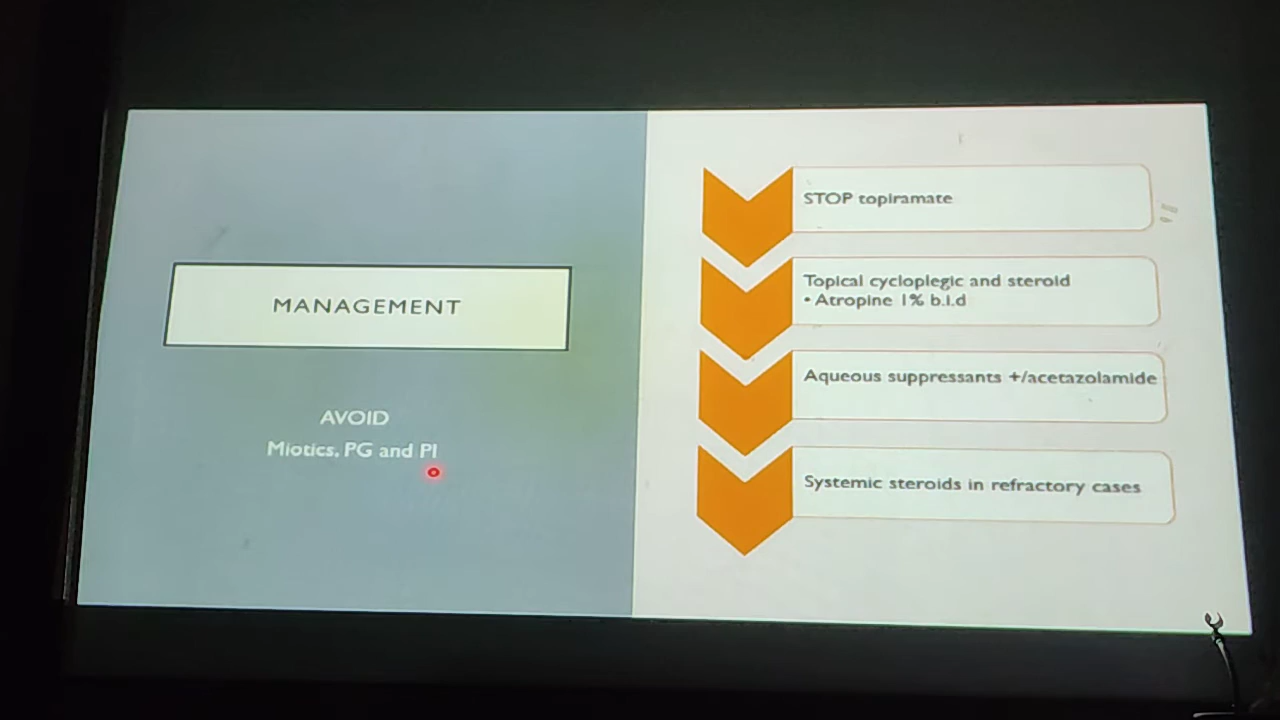 MANAGEMENT
AVOID
Miotics, PG and PI
STOP topiramate
Topical cycloplegic and steroid
• Atropine 1% b.i.d
Aqueous suppressants +/acetazolamide
Systemic steroids in refractory cases